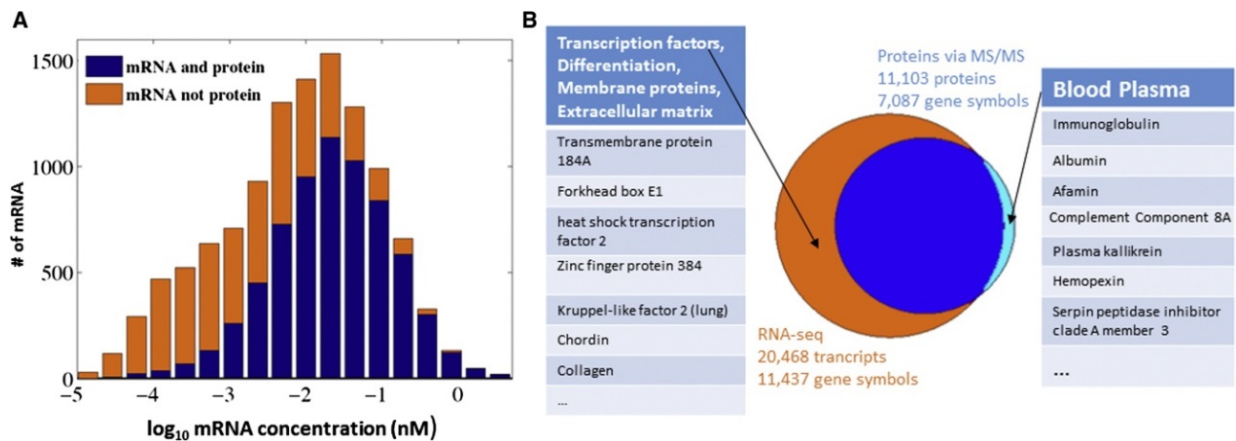 A
1500
1000
500
0
# of mRNA
mRNA and protein
mRNA not protein
−5
−4
−3
−2
−1
0
log10 mRNA concentration (nM)
B
Transcription factors,
Differentiation,
Membrane proteins,
Extracellular matrix
Transmembrane protein
184A
Forkhead box E1
heat shock transcription
factor 2
Zinc finger protein 384
Kruppel-like factor 2 (lung)
Chordin
Collagen
...
Proteins via MS/MS
11,103 proteins
7,087 gene symbols
RNA-seq
20,468 trancripts
11,437 gene symbols
Blood Plasma
Immunoglobulin
Albumin
Afamin
Complement Component 8A
Plasma kallikrein
Hemopexin
Serpin peptidase inhibitor
clade A member 3
...